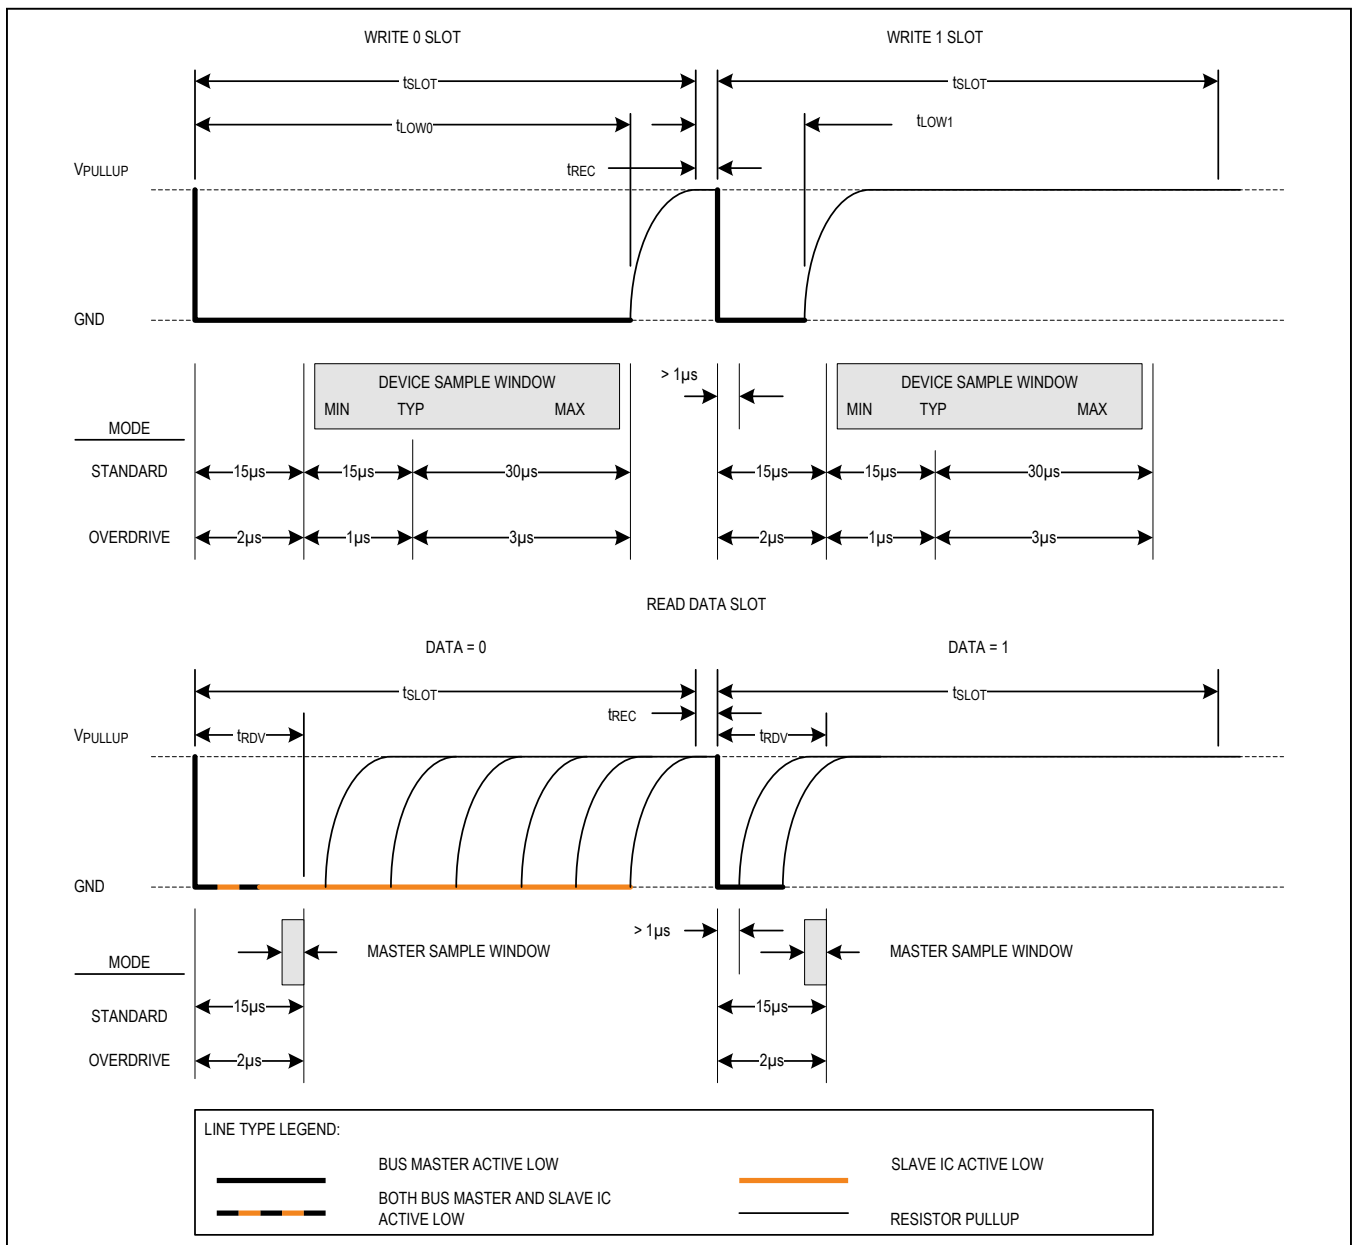 WRITE 0 SLOT
WRITE 1 SLOT
tSLOT
tSLOT
tLOW0
tLOW1
tREC
VPULLUP
GND
DEVICE SAMPLE WINDOW
MIN TYP MAX
> 1µs
DEVICE SAMPLE WINDOW
MIN TYP MAX
MODE
STANDARD 15µs 15µs 30µs 15µs 15µs 30µs
OVERDRIVE 2µs 1µs 3µs 2µs 1µs 3µs
READ DATA SLOT
DATA = 0
DATA = 1
tSLOT
tSLOT
tREC
VPULLUP
tRDV
tRDV
GND
> 1µs
MASTER SAMPLE WINDOW
MASTER SAMPLE WINDOW
MODE
STANDARD 15µs 15µs
OVERDRIVE 2µs 2µs
LINE TYPE LEGEND:
BUS MASTER ACTIVE LOW
SLAVE IC ACTIVE LOW
BOTH BUS MASTER AND SLAVE IC
ACTIVE LOW
RESISTOR PULLUP